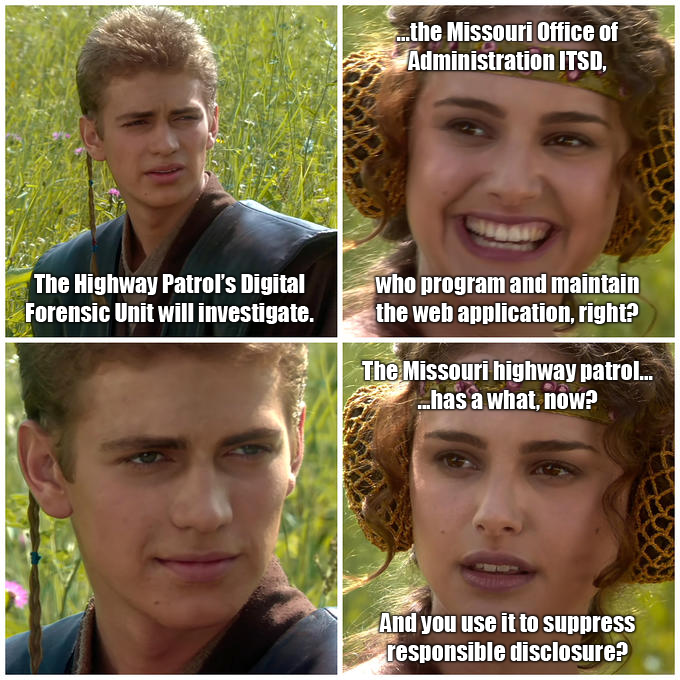 The Highway Patrol’s Digital
Forensic Unit will investigate.
...the Missouri Office of
Administration ITSD,
who program and maintain
the web application, right?
The Missouri highway patrol...
...has a what, now?
And you use it to suppress
responsible disclosure?